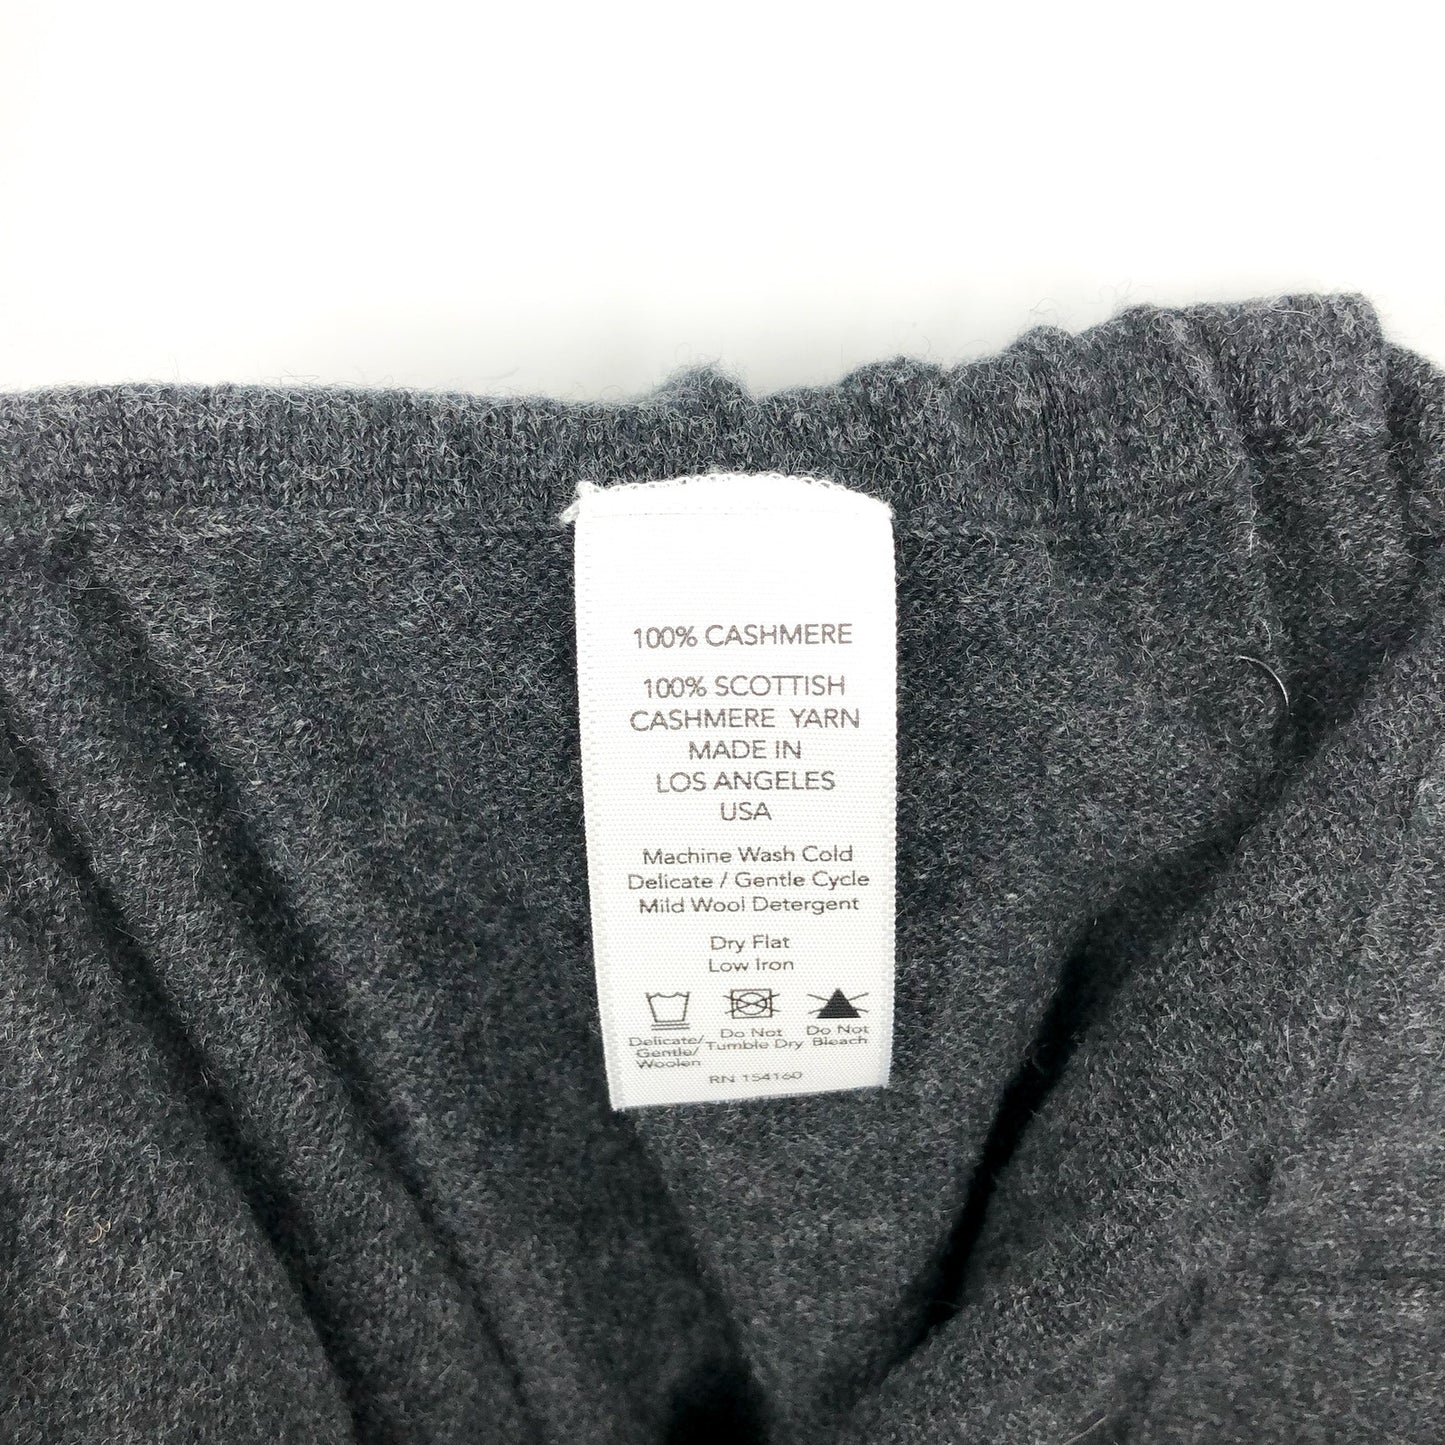 100% CASHMERE
100% SCOTTISH
CASHMERE YARN
MADE IN
LOS ANGELES
USA
Machine Wash Cold
Delicate / Gentle Cycle
Mild Wool Detergent
Dry Flat
Low Iron
Delicate/
Gentle/
Woolen
Do Not
Tumble Dry
Do Not
Bleach
RN 154160